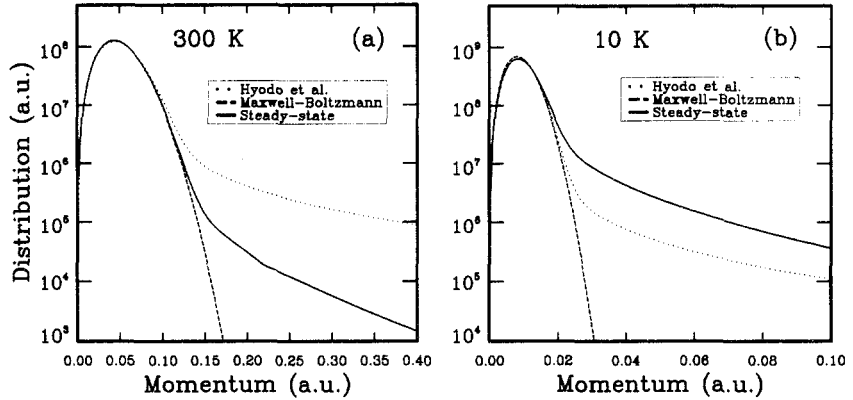 300 K
(a)
Hyodo et al.
Maxwell-Boltzmann
Steady-state
Distribution (a.u.)
10⁸
10⁷
10⁶
10⁵
10⁴
10³
0.00 0.05 0.10 0.15 0.20 0.25 0.30 0.35 0.40
Momentum (a.u.)
10 K
(b)
Hyodo et al.
Maxwell-Boltzmann
Steady-state
10⁹
10⁸
10⁷
10⁶
10⁵
10⁴
0.00 0.02 0.04 0.06 0.08 0.10
Momentum (a.u.)